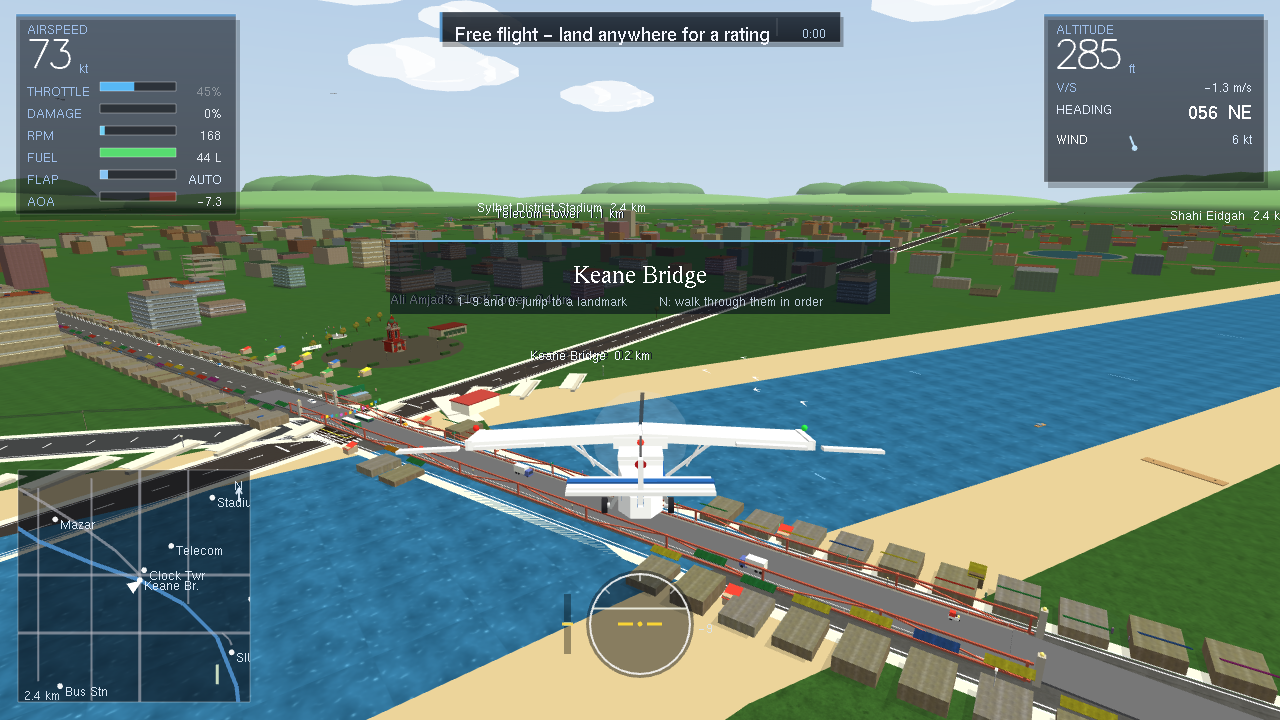 AIRSPEED
73 kt
THROTTLE 45%
DAMAGE 0%
RPM 168
FUEL 44 L
FLAP AUTO
AOA −7.3
Free flight – land anywhere for a rating 0:00
ALTITUDE
285 ft
V/S −1.3 m/s
HEADING 056 NE
WIND 6 kt
Sylhet District Stadium 2.4 km
Telecom Tower 1.1 km
Shahi Eidgah 2.4 k
Keane Bridge
Ali Amjad's
1–9 and 0: jump to a landmark N: walk through them in order
Keane Bridge 0.2 km
N
Stadiu
Mazar
Telecom
Clock Twr
Keane Br.
Bus Stn
2.4 km